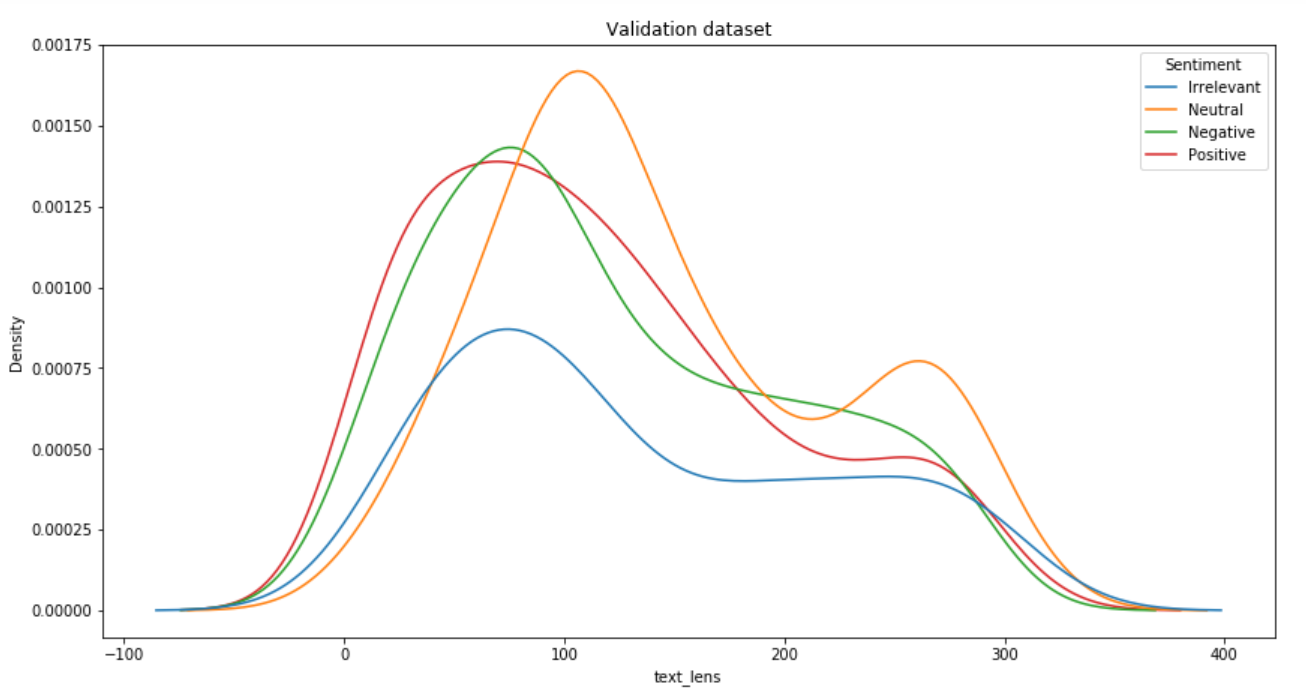 Validation dataset
0.00175
0.00150
0.00125
0.00100
0.00075
0.00050
0.00025
0.00000
Density
−100
0
100
200
300
400
text_lens
Sentiment
Irrelevant
Neutral
Negative
Positive